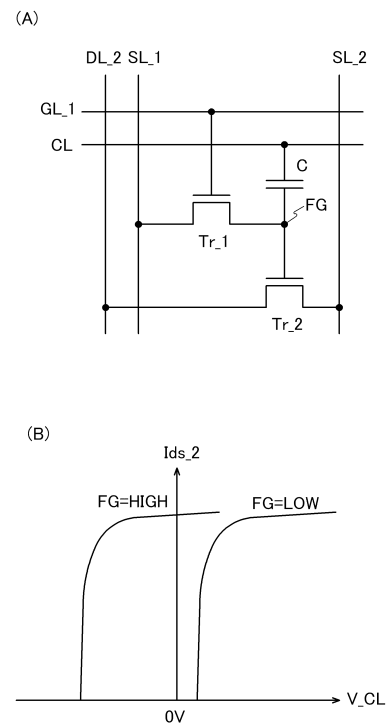 (A)
DL_2 SL_1 SL_2
GL_1
CL
C
FG
Tr_1
Tr_2
(B)
Ids_2
FG=HIGH FG=LOW
V_CL
0V